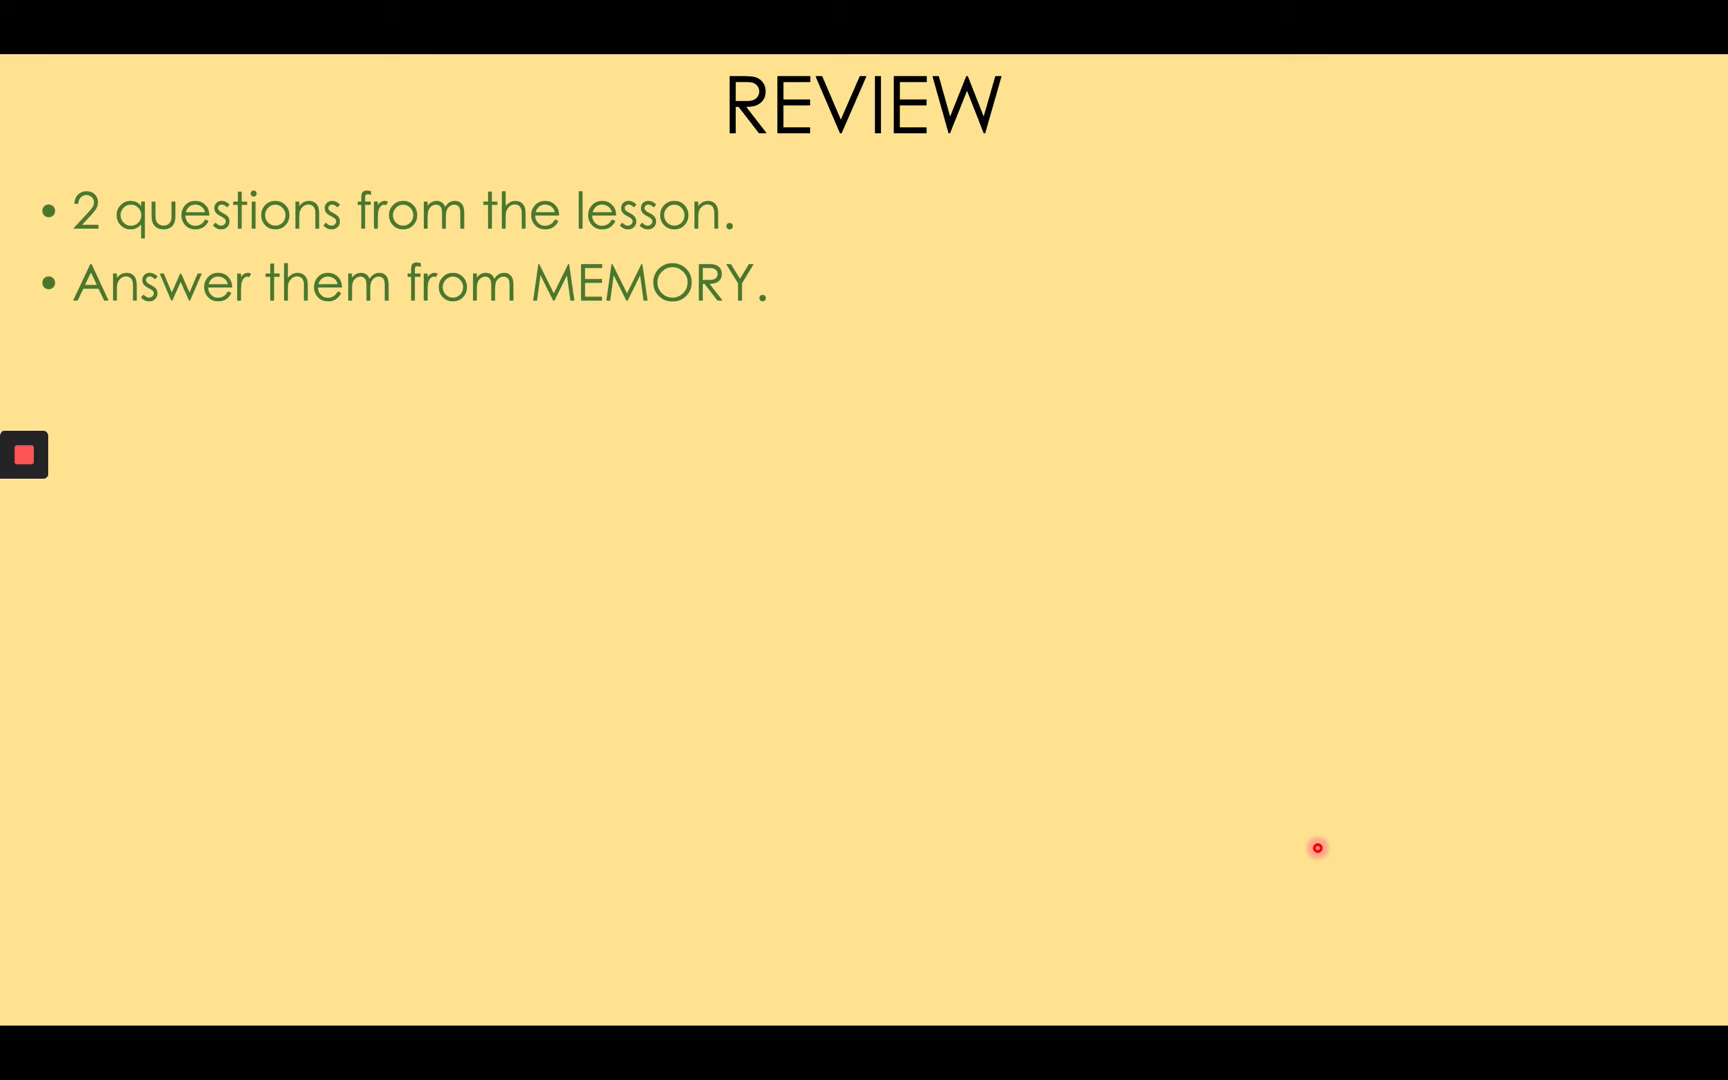 REVIEW
• 2 questions from the lesson.
• Answer them from MEMORY.